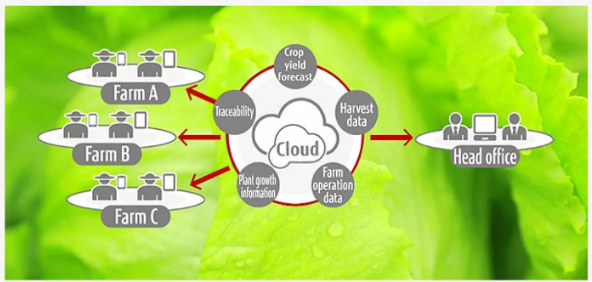 Crop
yield
forecast
Farm A
Traceability
Harvest
data
Farm B
Cloud
Head office
Plant growth
information
Farm
operation
data
Farm C